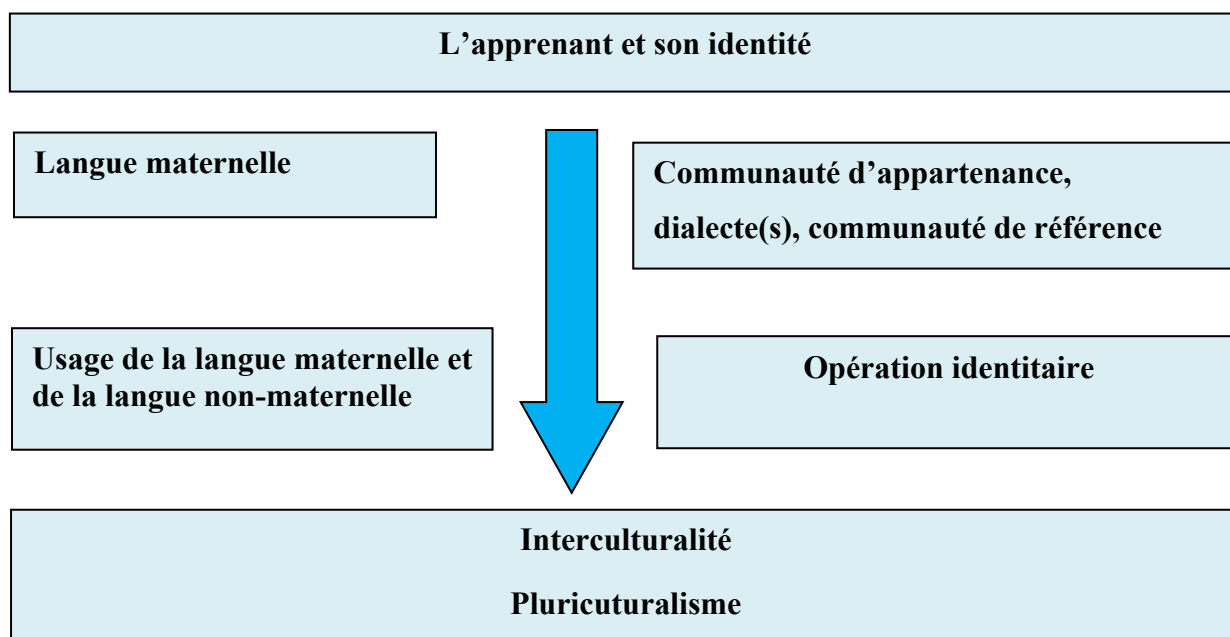 L’apprenant et son identité
Langue maternelle
Communauté d’appartenance,
dialecte(s), communauté de référence
Usage de la langue maternelle et
de la langue non-maternelle
Opération identitaire
Interculturalité
Pluricuturalisme